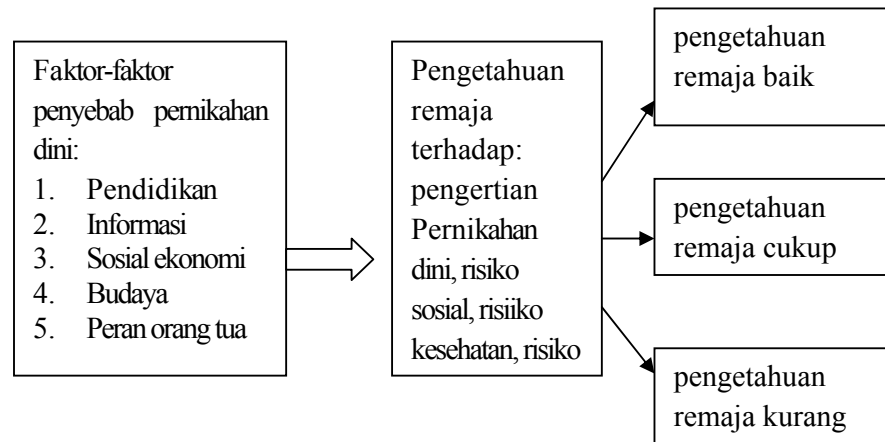 Faktor-faktor
penyebab pernikahan
dini:
1. Pendidikan
2. Informasi
3. Sosial ekonomi
4. Budaya
5. Peran orang tua
Pengetahuan
remaja
terhadap:
pengertian
Pernikahan
dini, risiko
sosial, risiiko
kesehatan, risiko
pengetahuan
remaja baik
pengetahuan
remaja cukup
pengetahuan
remaja kurang